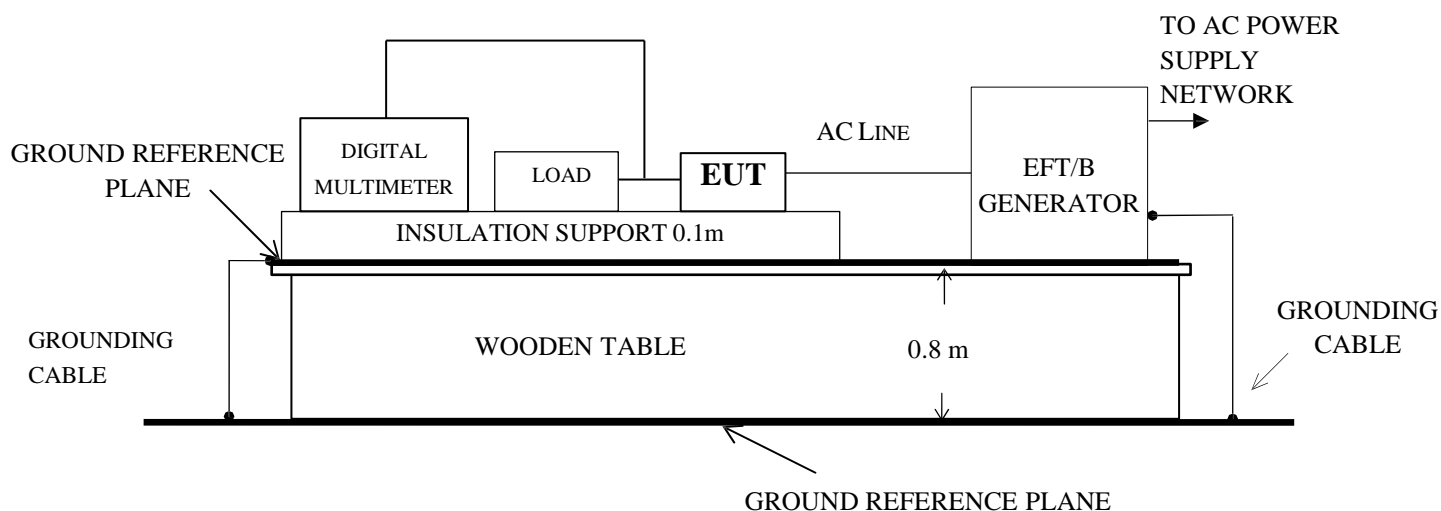 TO AC POWER
SUPPLY
NETWORK
AC LINE
GROUND REFERENCE
PLANE
DIGITAL
MULTIMETER
LOAD
EUT
EFT/B
GENERATOR
INSULATION SUPPORT 0.1m
GROUNDING
CABLE
WOODEN TABLE
0.8 m
GROUNDING
CABLE
GROUND REFERENCE PLANE